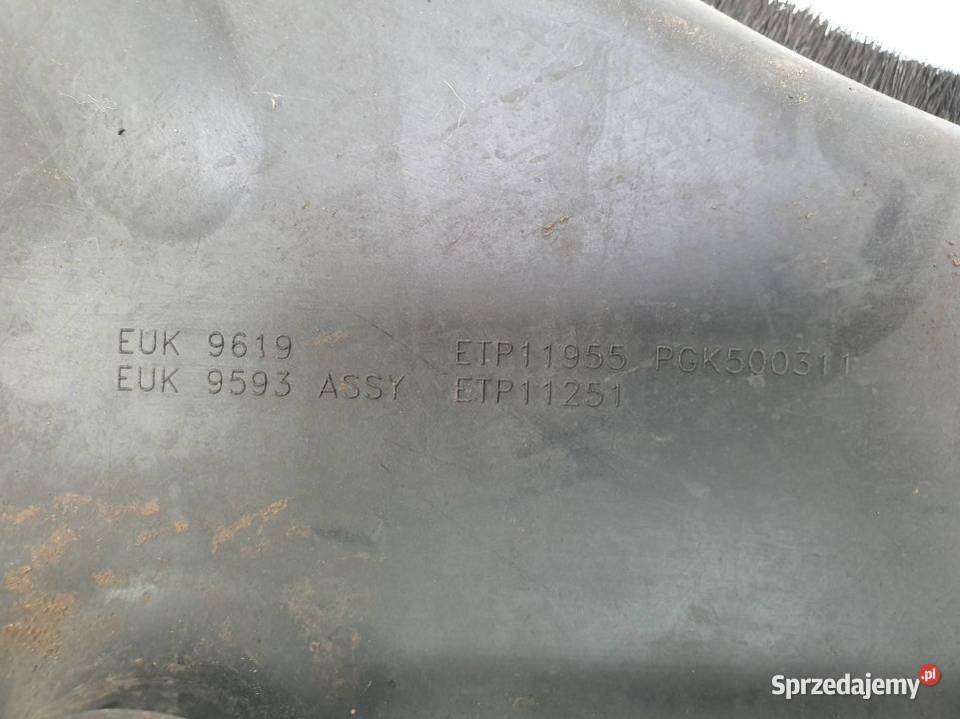 EUK 9619 ETP11955 PGK500311
EUK 9593 ASSY ETP11251
Sprzedajemy.pl